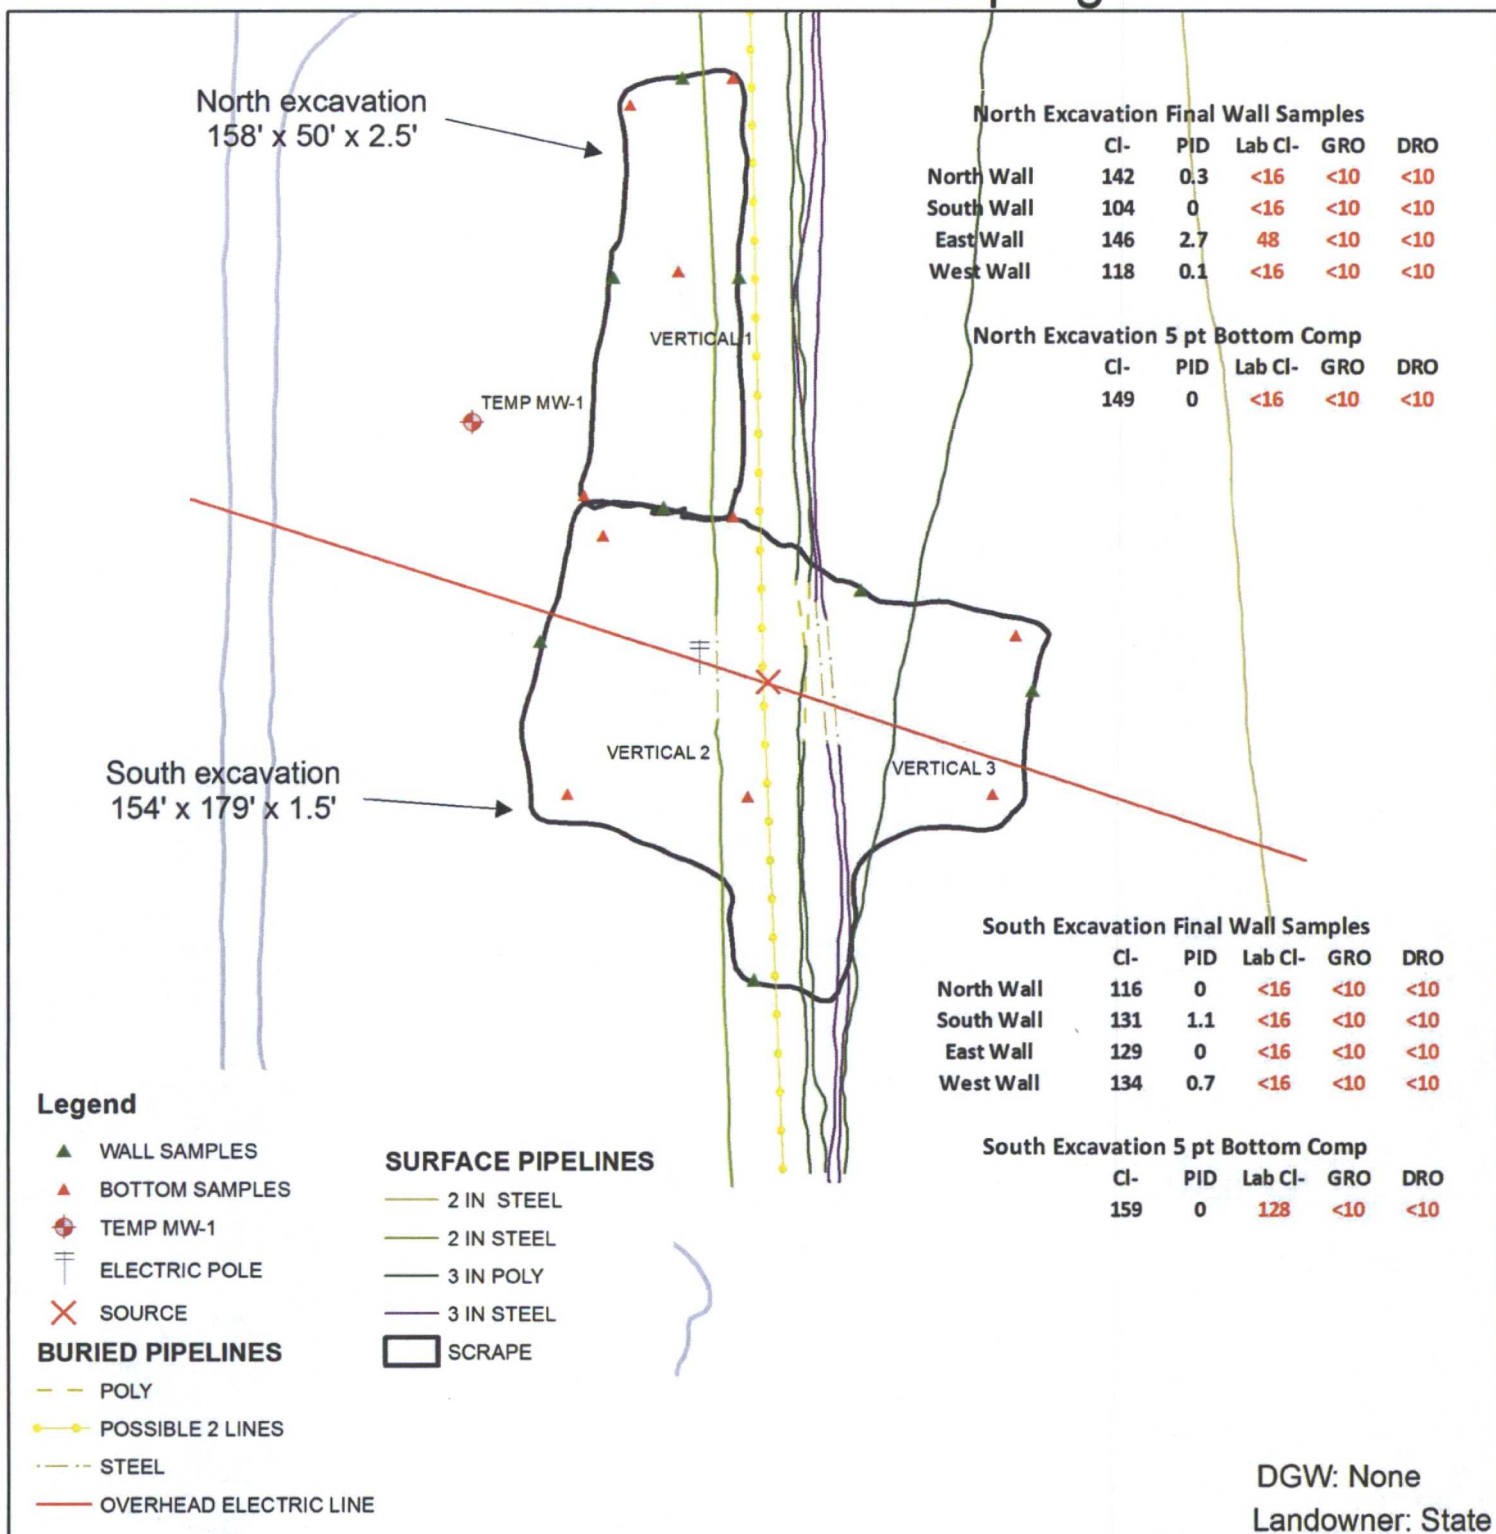 North excavation
158' x 50' x 2.5'
North Excavation Final Wall Samples
Cl- PID Lab Cl- GRO DRO
North Wall 142 0.3 <16 <10 <10
South Wall 104 0 <16 <10 <10
East Wall 146 2.7 48 <10 <10
West Wall 118 0.1 <16 <10 <10
North Excavation 5 pt Bottom Comp
Cl- PID Lab Cl- GRO DRO
149 0 <16 <10 <10
VERTICAL 1
TEMP MW-1
VERTICAL 2
VERTICAL 3
South excavation
154' x 179' x 1.5'
South Excavation Final Wall Samples
Cl- PID Lab Cl- GRO DRO
North Wall 116 0 <16 <10 <10
South Wall 131 1.1 <16 <10 <10
East Wall 129 0 <16 <10 <10
West Wall 134 0.7 <16 <10 <10
South Excavation 5 pt Bottom Comp
Cl- PID Lab Cl- GRO DRO
159 0 128 <10 <10
Legend
WALL SAMPLES
BOTTOM SAMPLES
TEMP MW-1
ELECTRIC POLE
SOURCE
BURIED PIPELINES
POLY
POSSIBLE 2 LINES
STEEL
OVERHEAD ELECTRIC LINE
SURFACE PIPELINES
2 IN STEEL
2 IN STEEL
3 IN POLY
3 IN STEEL
SCRAPE
DGW: None
Landowner: State